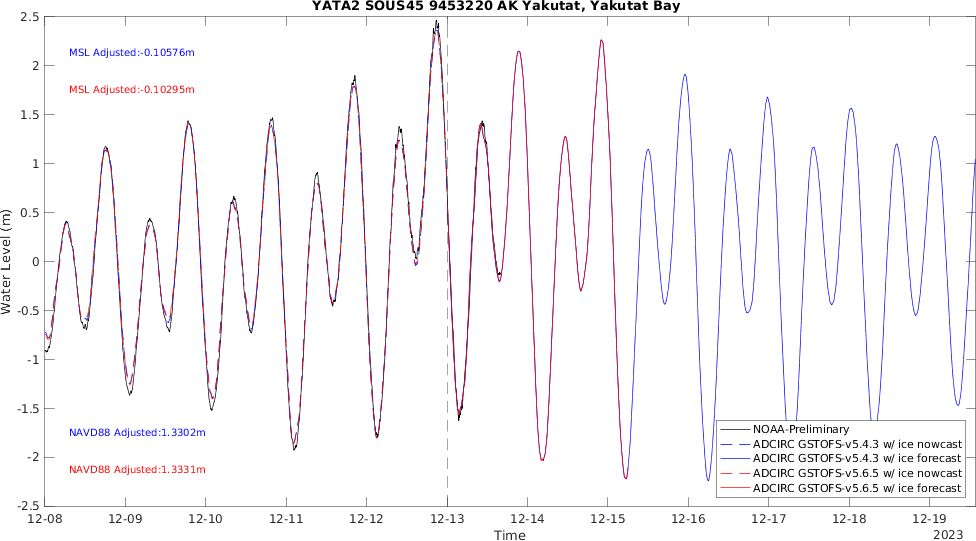 YATA2 SOUS45 9453220 AK Yakutat, Yakutat Bay
2.5
2
1.5
1
0.5
0
-0.5
-1
-1.5
-2
-2.5
Water Level (m)
MSL Adjusted:-0.10576m
MSL Adjusted:-0.10295m
NAVD88 Adjusted:1.3302m
NAVD88 Adjusted:1.3331m
NOAA-Preliminary
ADCIRC GSTOFS-v5.4.3 w/ ice nowcast
ADCIRC GSTOFS-v5.4.3 w/ ice forecast
ADCIRC GSTOFS-v5.6.5 w/ ice nowcast
ADCIRC GSTOFS-v5.6.5 w/ ice forecast
12-08 12-09 12-10 12-11 12-12 12-13 12-14 12-15 12-16 12-17 12-18 12-19
Time
2023